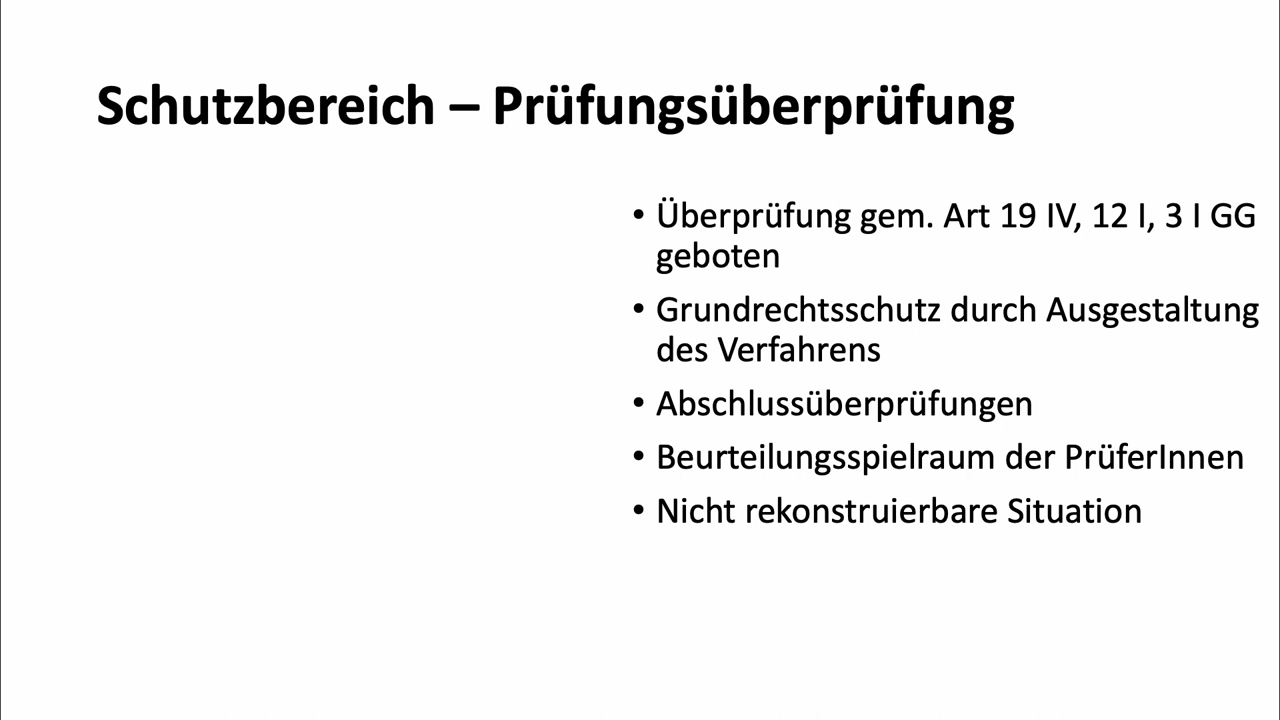 Schutzbereich – Prüfungsüberprüfung
• Überprüfung gem. Art 19 IV, 12 I, 3 I GG
geboten
• Grundrechtsschutz durch Ausgestaltung
des Verfahrens
• Abschlussüberprüfungen
• Beurteilungsspielraum der PrüferInnen
• Nicht rekonstruierbare Situation